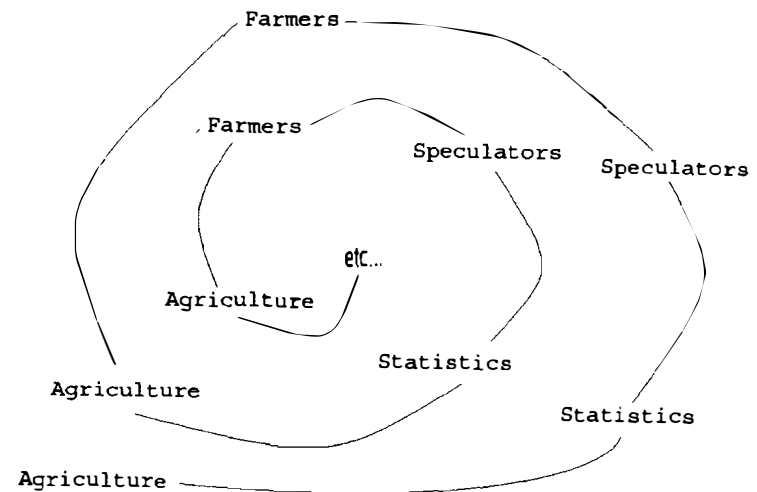 Farmers
Farmers
Speculators
Speculators
etc...
Agriculture
Statistics
Agriculture
Statistics
Agriculture